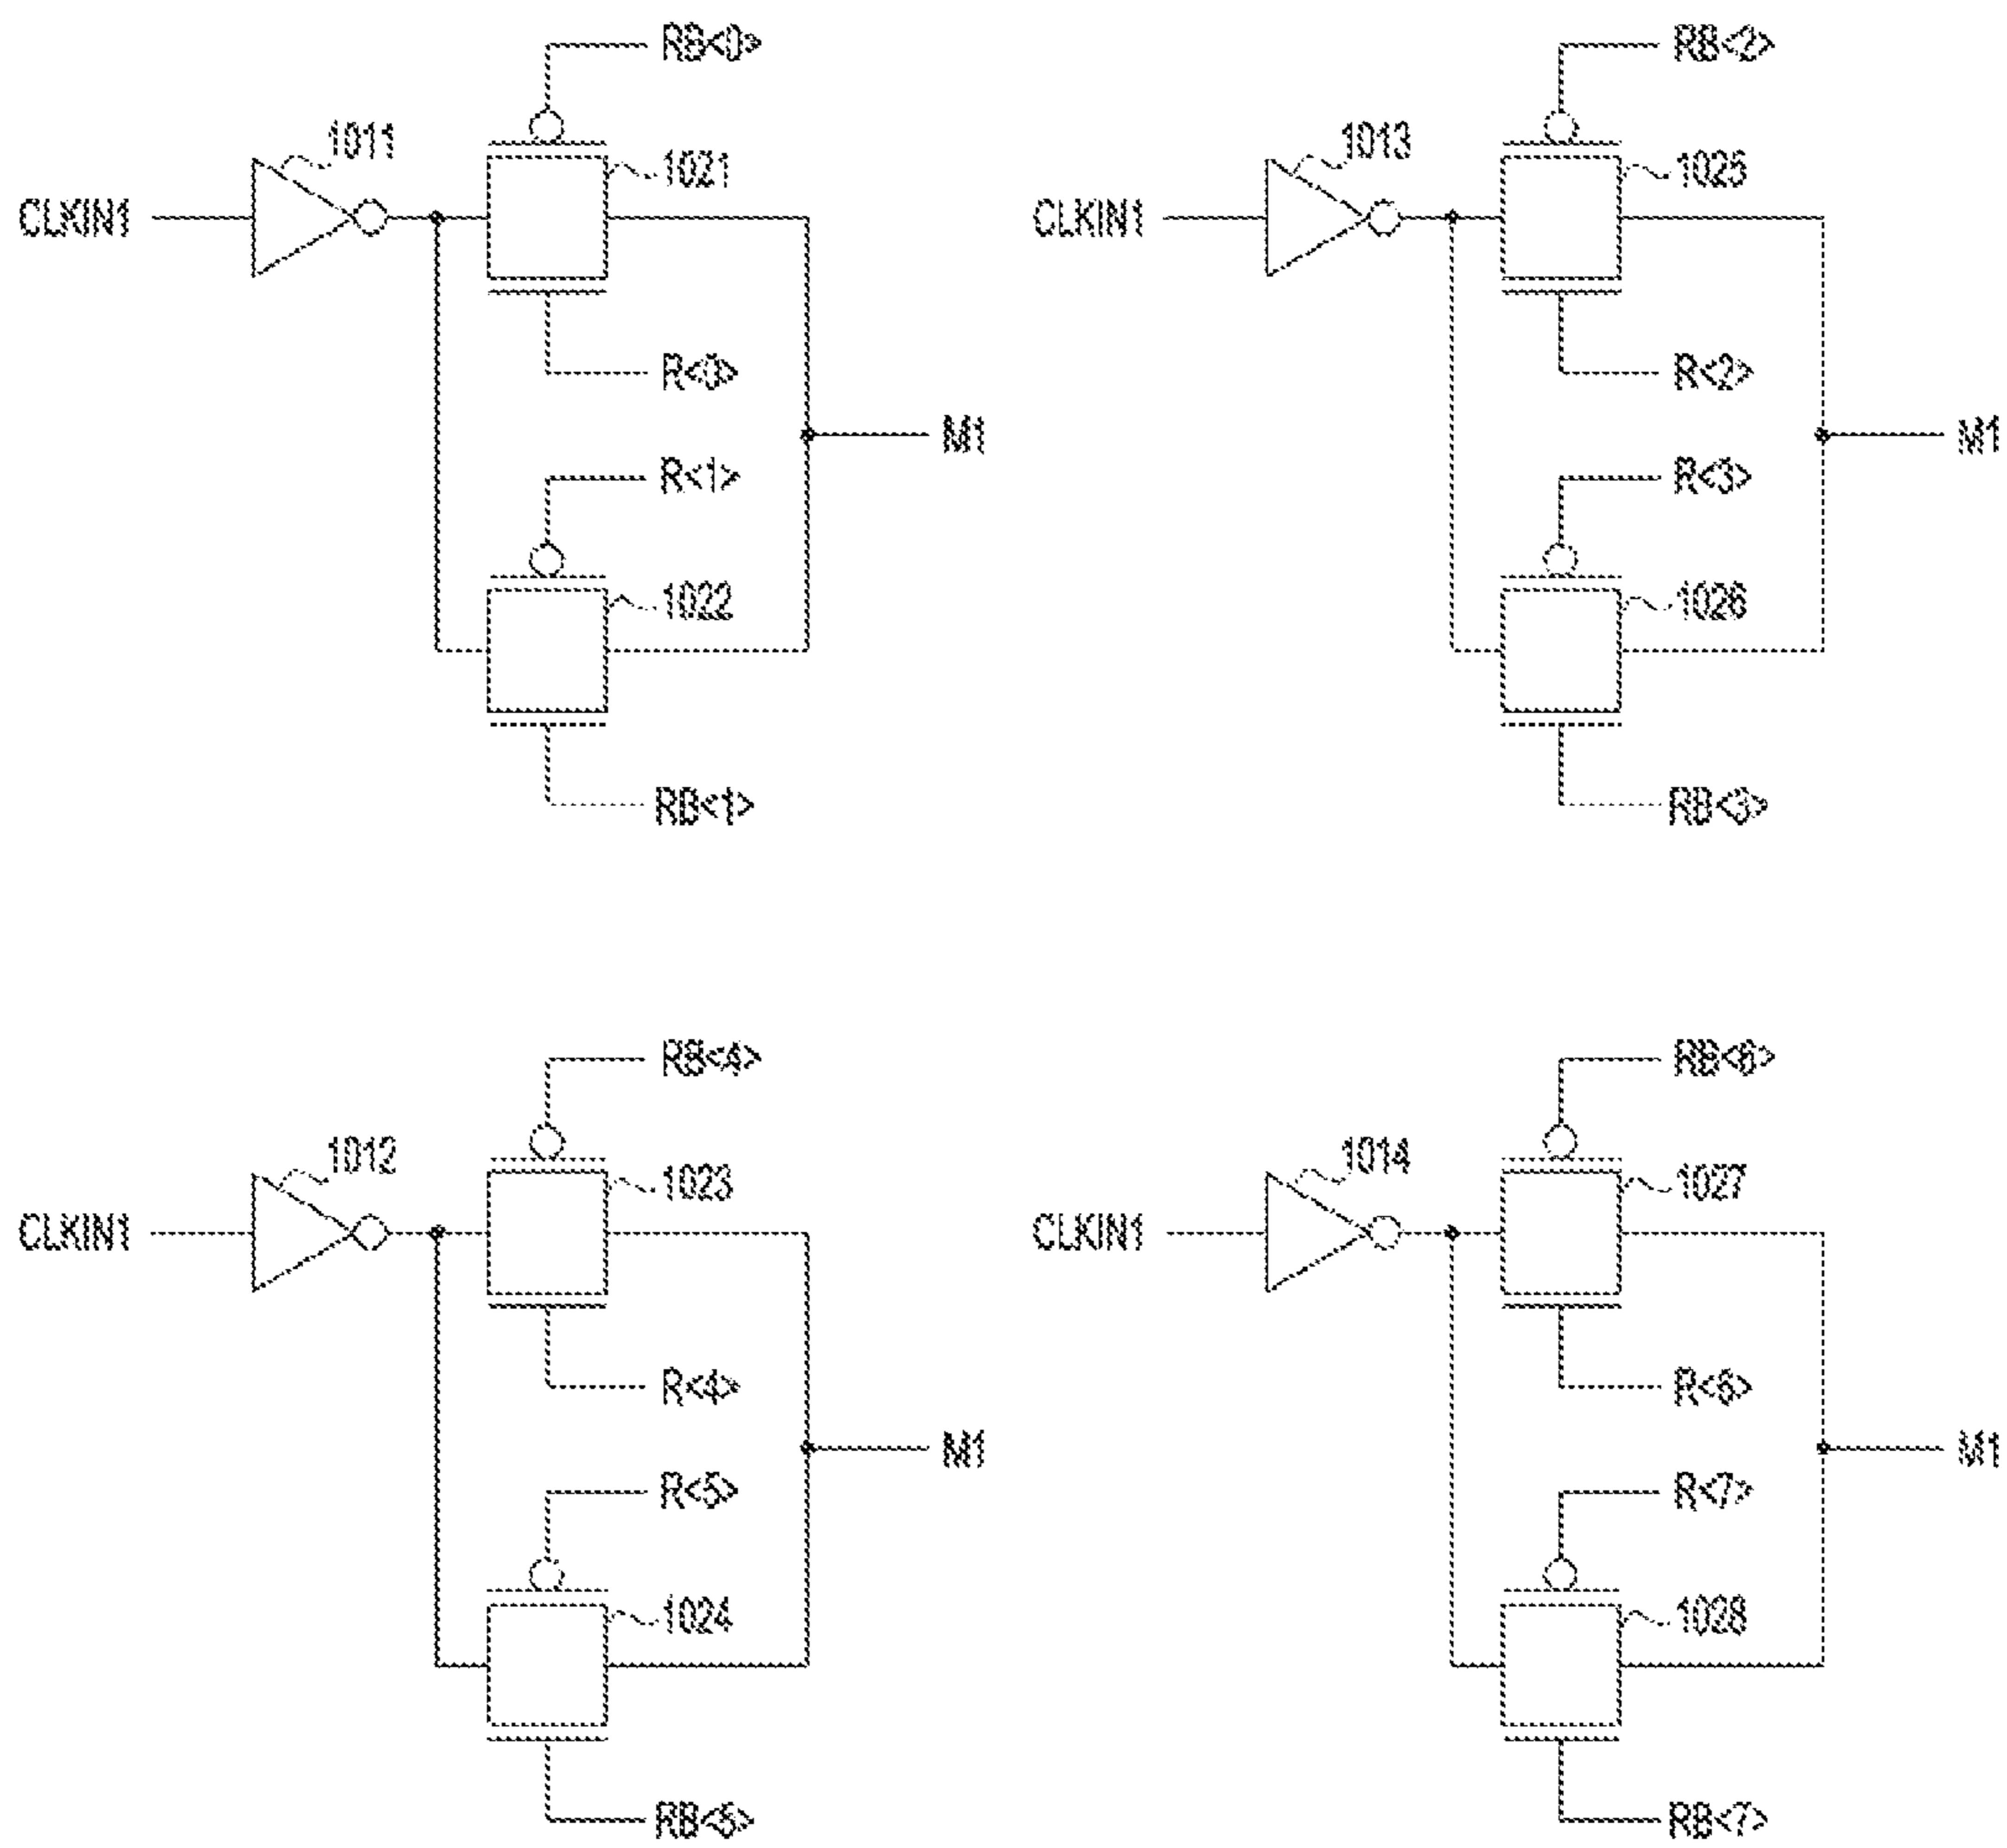 RB<0>
1011
1021
CLKIN1
R<0>
M1
R<1>
1022
RB<1>
RB<2>
1013
1025
CLKIN1
R<2>
M1
R<3>
1026
RB<3>
RB<4>
1012
1023
CLKIN1
R<4>
M1
R<5>
1024
RB<5>
RB<6>
1014
1027
CLKIN1
R<6>
M1
R<7>
1028
RB<7>